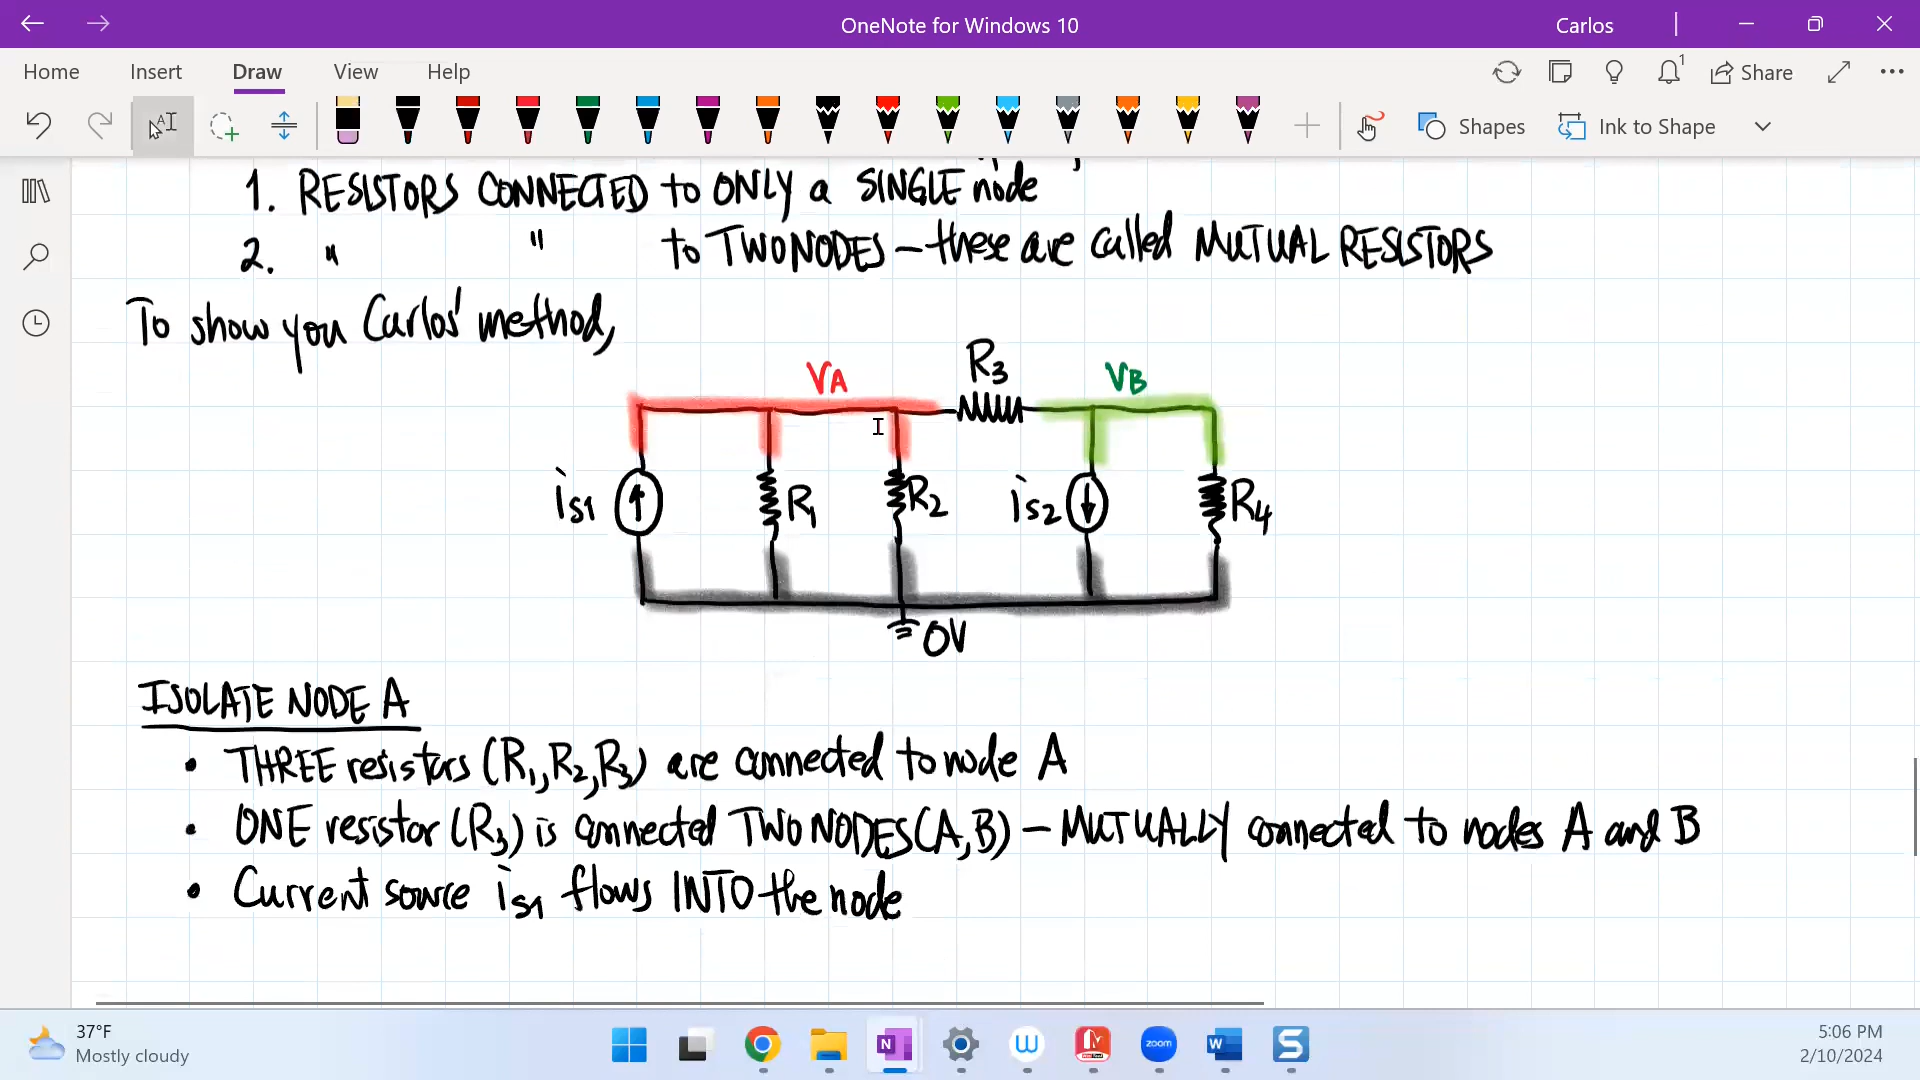 OneNote for Windows 10
Carlos
Home Insert Draw View Help
1
Share
Shapes
Ink to Shape
1. RESISTORS CONNECTED to ONLY a SINGLE node
2. " " to TWO NODES – these are called MUTUAL RESISTORS
To show you Carlos' method,
R3
VA
VB
is1
R1
R2
is2
R4
0V
ISOLATE NODE A
• THREE resistors (R1, R2, R3) are connected to node A
• ONE resistor (R3) is connected TWO NODES (A,B) – MUTUALLY connected to nodes A and B
• Current source is1 flows INTO the node
37°F
Mostly cloudy
zoom
5:06 PM
2/10/2024